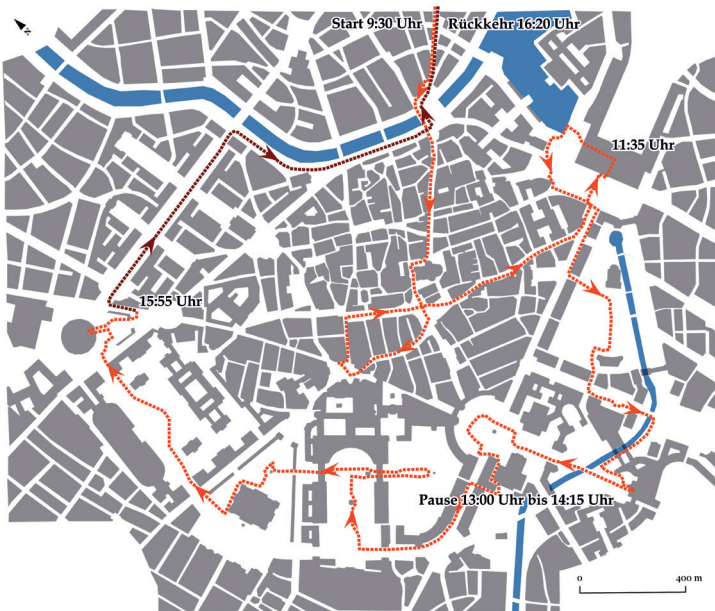 Start 9:30 Uhr
Rückkehr 16:20 Uhr
N
11:35 Uhr
15:55 Uhr
Pause 13:00 Uhr bis 14:15 Uhr
0
400 m